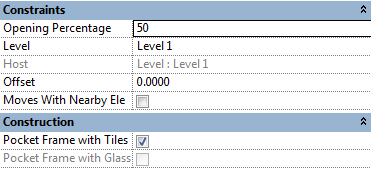 Constraints
Opening Percentage 50
Level Level 1
Host Level : Level 1
Offset 0.0000
Moves With Nearby Ele
Construction
Pocket Frame with Tiles
Pocket Frame with Glass